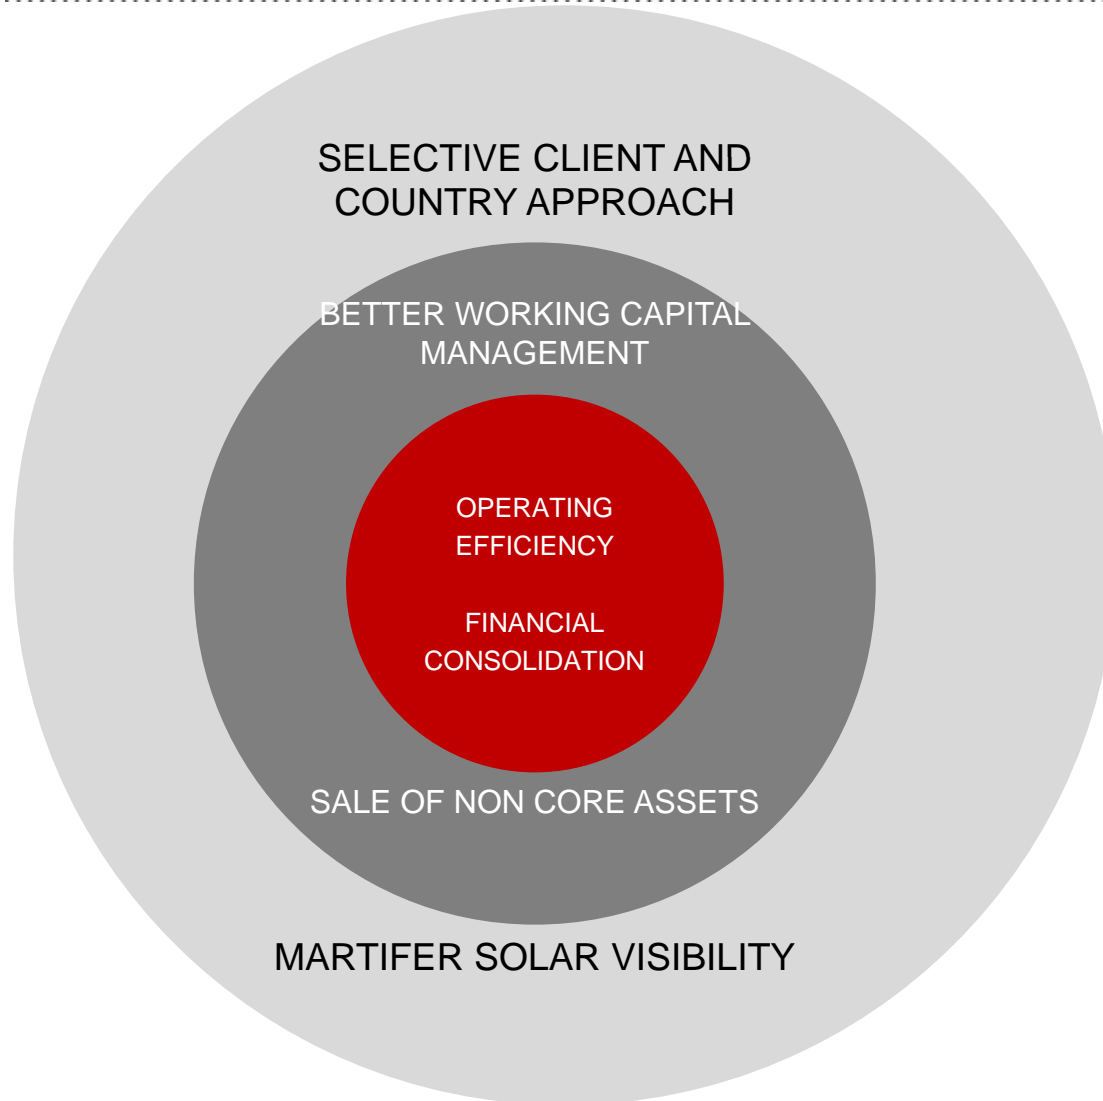 SELECTIVE CLIENT AND
COUNTRY APPROACH
BETTER WORKING CAPITAL
MANAGEMENT
OPERATING
EFFICIENCY
FINANCIAL
CONSOLIDATION
SALE OF NON CORE ASSETS
MARTIFER SOLAR VISIBILITY